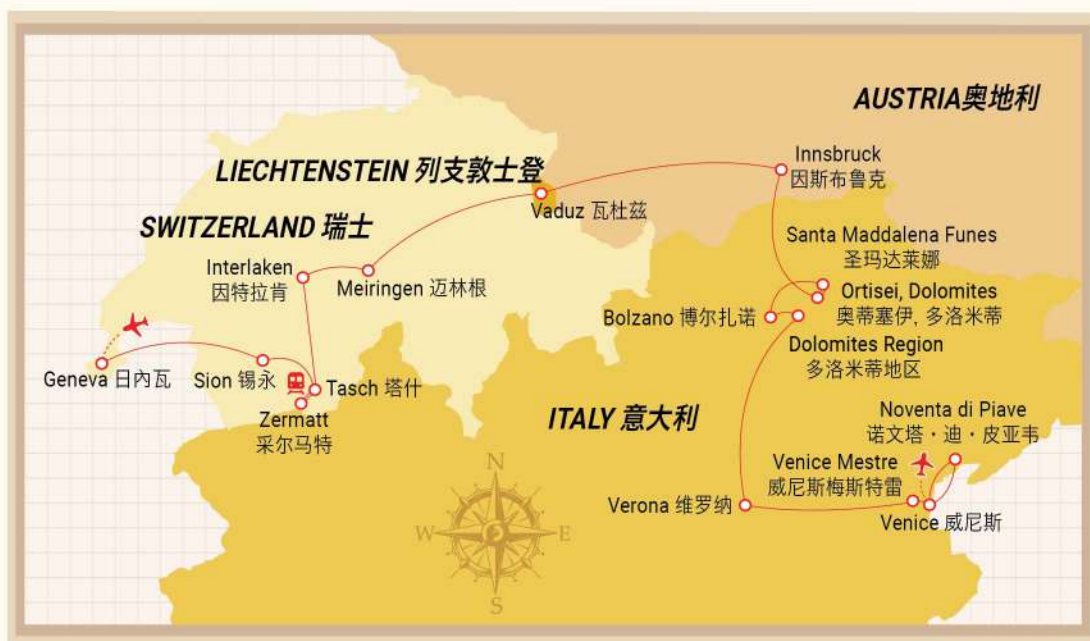 AUSTRIA奥地利
LIECHTENSTEIN 列支敦士登
Innsbruck
因斯布鲁克
Vaduz 瓦杜兹
SWITZERLAND 瑞士
Santa Maddalena Funes
圣玛达莱娜
Interlaken
因特拉肯
Meiringen 迈林根
Ortisei, Dolomites
奥蒂塞伊, 多洛米蒂
Bolzano 博尔扎诺
Dolomites Region
多洛米蒂地区
Geneva 日內瓦
Sion 锡永
Tasch 塔什
Zermatt
采尔马特
ITALY 意大利
Noventa di Piave
诺文塔・迪・皮亚韦
Venice Mestre
威尼斯梅斯特雷
Verona 维罗纳
Venice 威尼斯
N
W
E
S